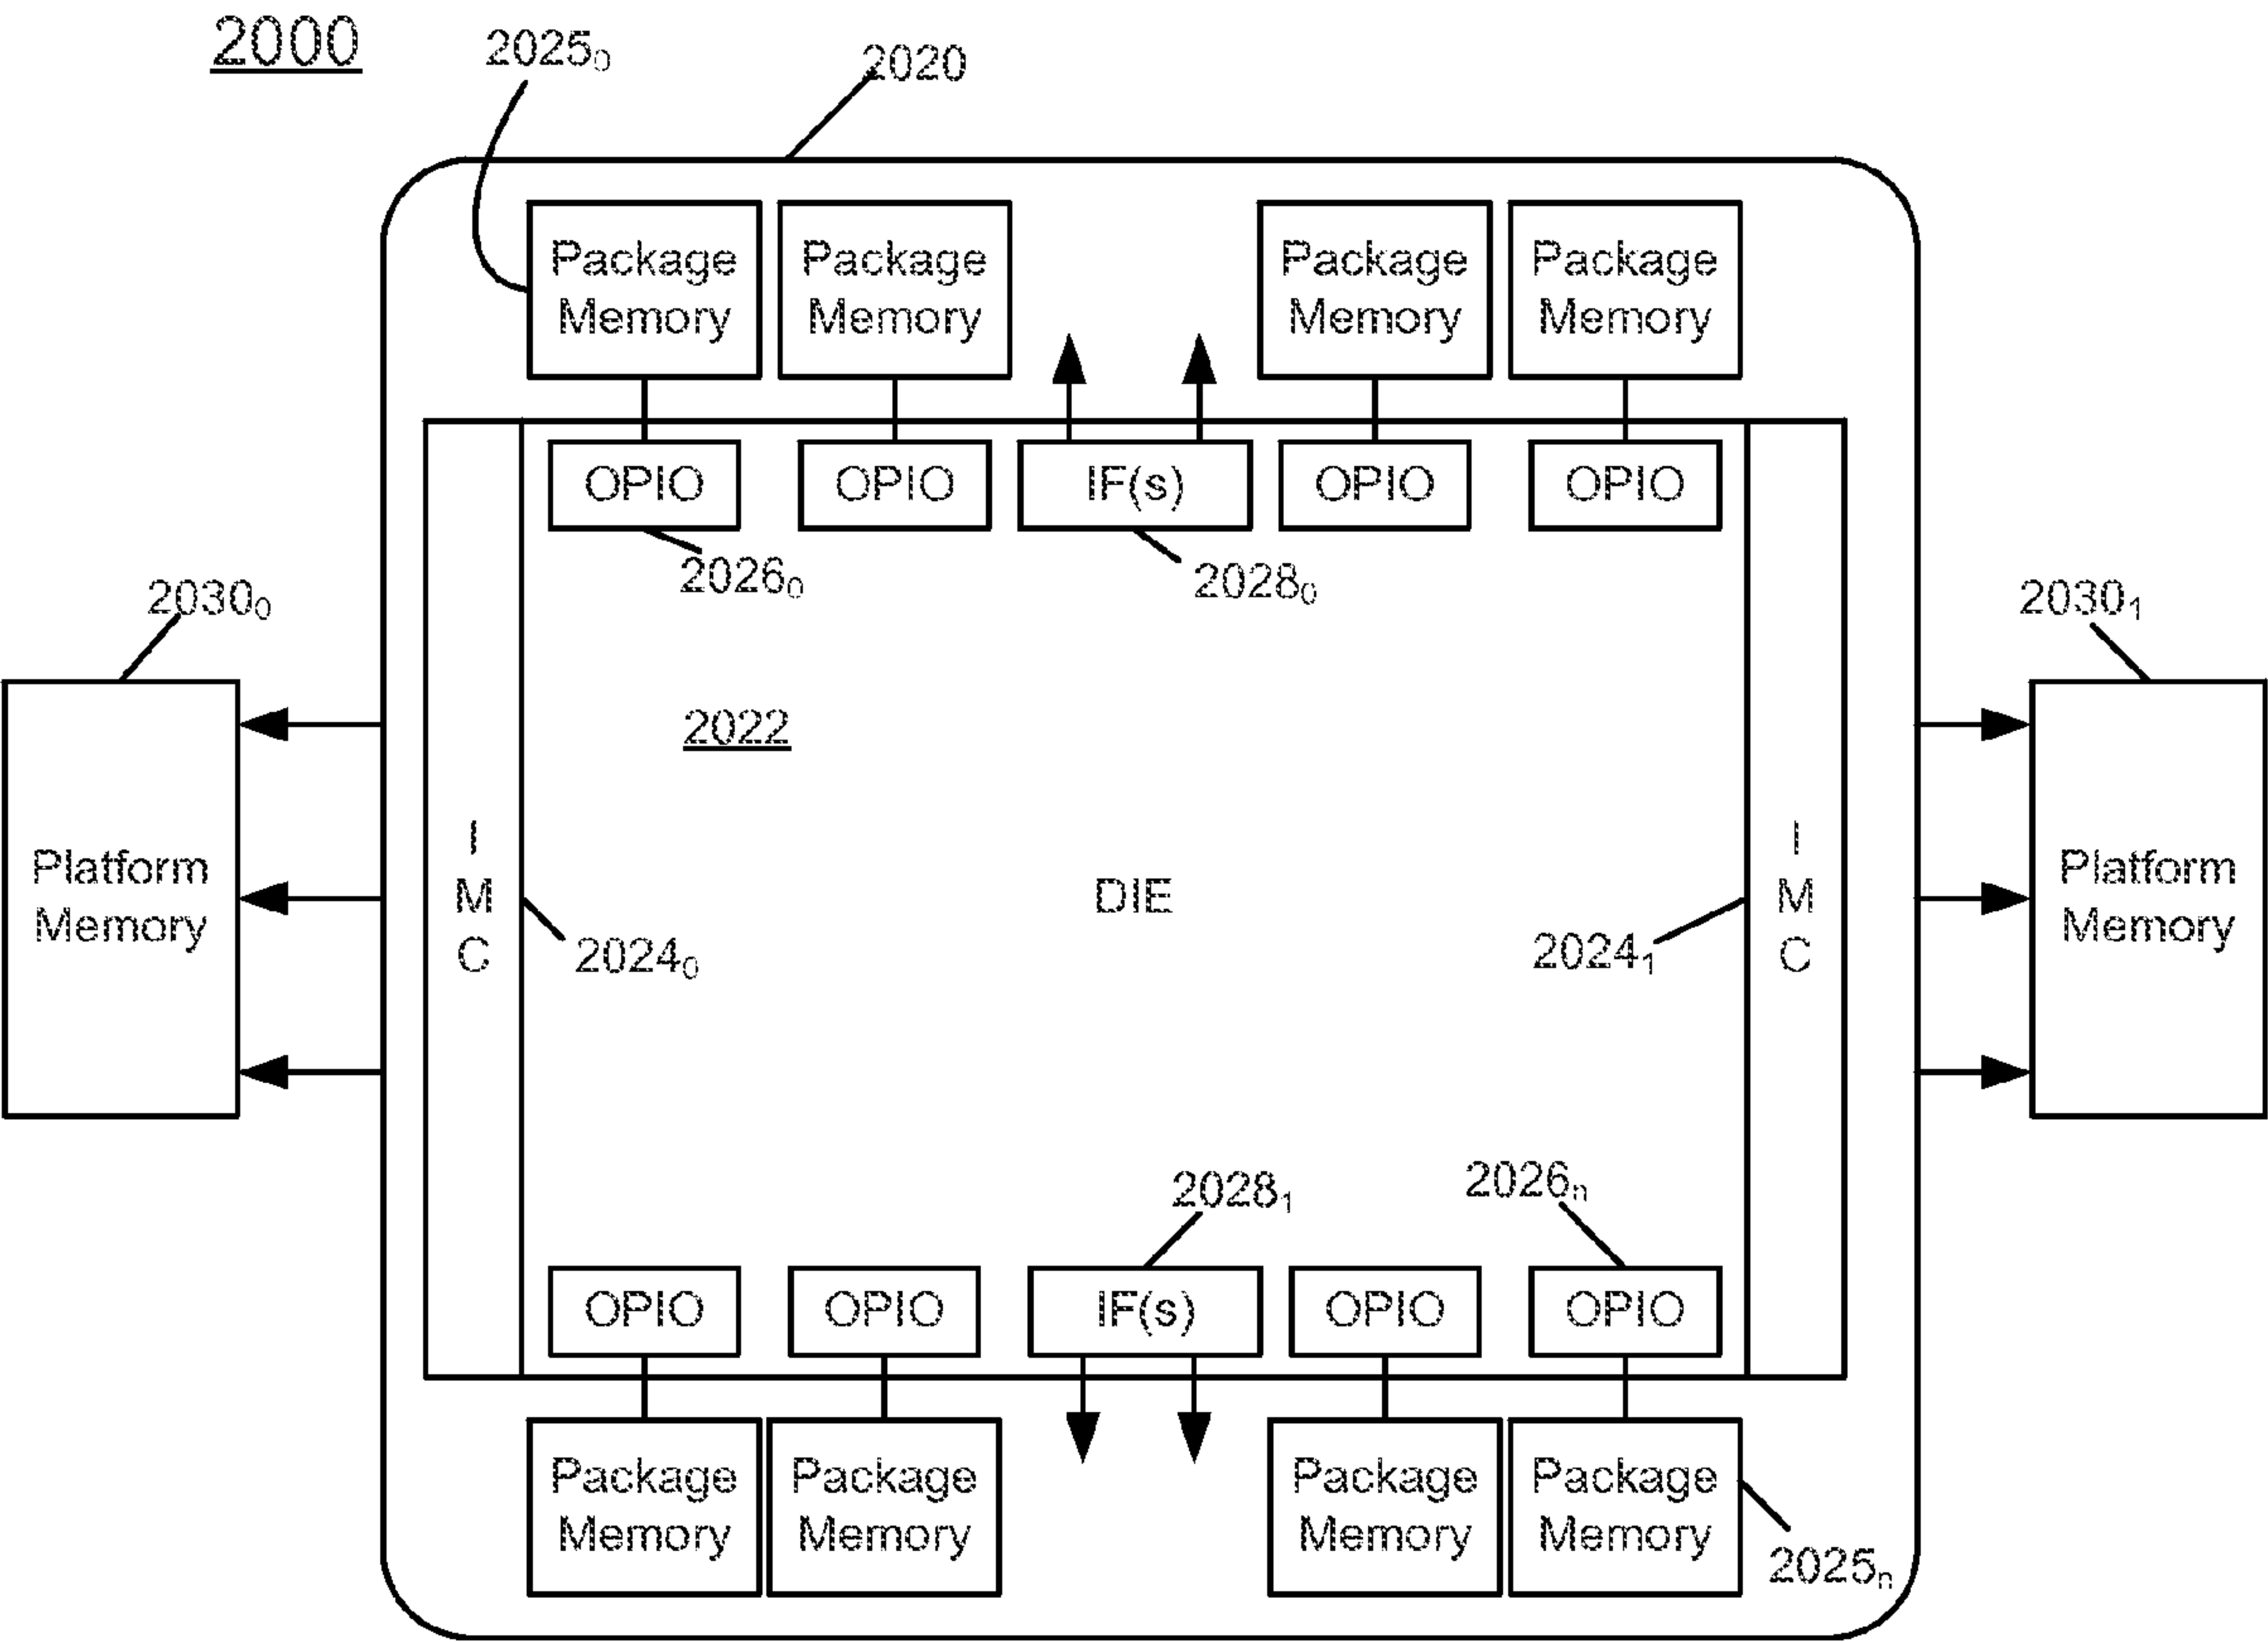 2000
2025₀
2020
Package Memory
Package Memory
Package Memory
Package Memory
OPIO
OPIO
IF(s)
OPIO
OPIO
2026₀
2028₀
2030₀
2030₁
2022
Platform Memory
I
M
C
2024₀
DIE
2024₁
I
M
C
Platform Memory
2028₁
2026ₙ
OPIO
OPIO
IF(s)
OPIO
OPIO
Package Memory
Package Memory
Package Memory
Package Memory
2025ₙ